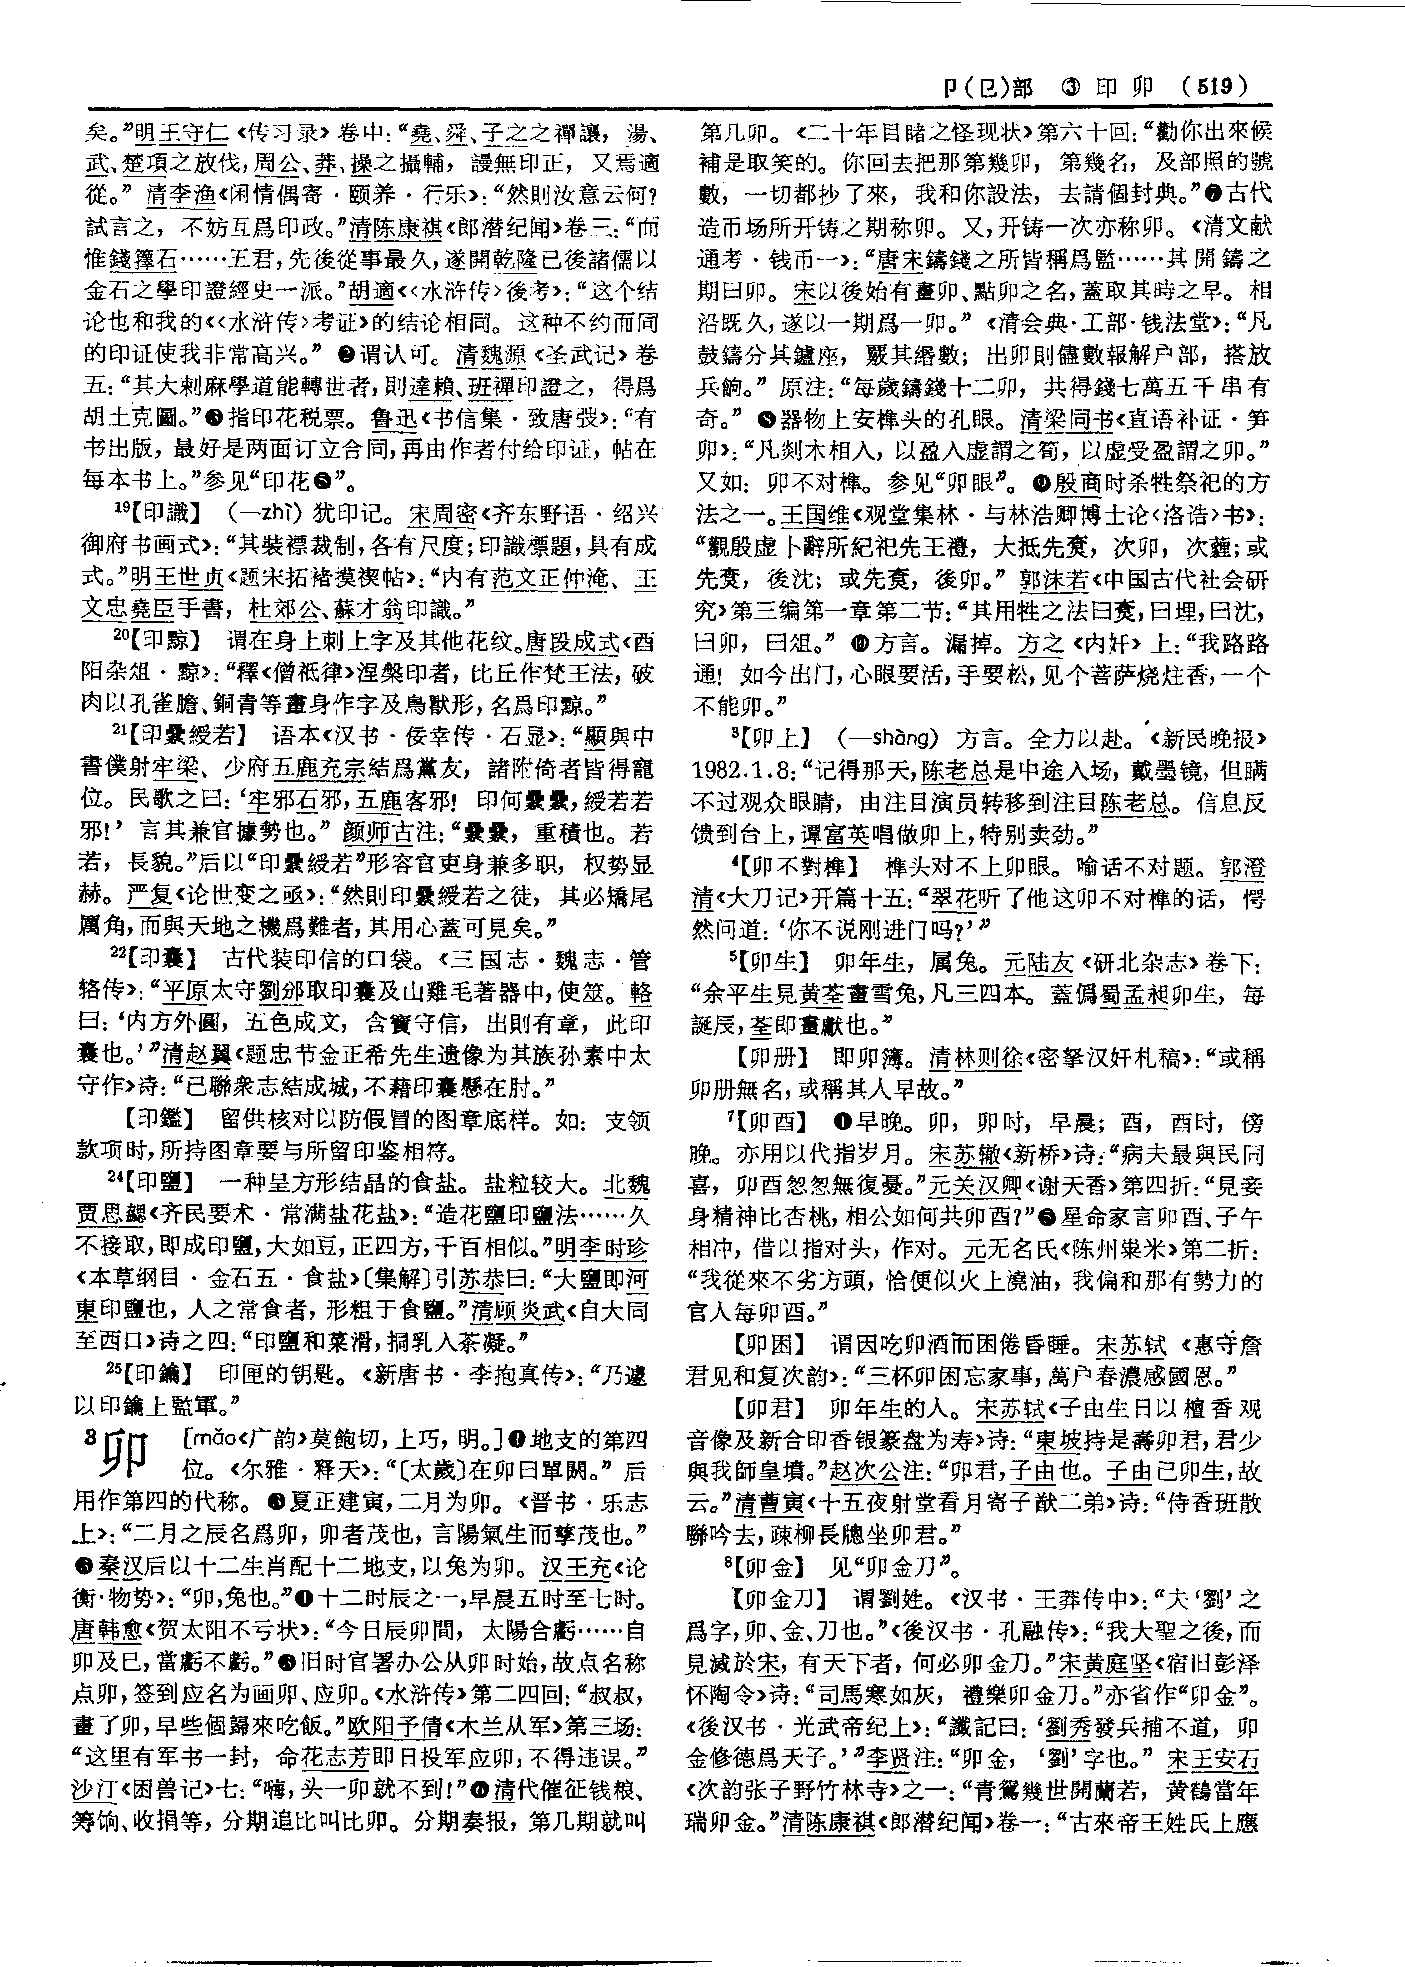 卩(㔾)部 ③ 印 卯 (519)
矣。”明王守仁《传习录》卷中：“堯、舜、子之之禪讓，湯、
武、楚項之放伐，周公、莽、操之攝輔，謾無印正，又焉適
從。”清李渔《闲情偶寄·颐养·行乐》：“然則汝意云何？
試言之，不妨互爲印政。”清陈康祺《郎潜纪闻》卷三：“而
惟錢籜石……王君，先後從事最久，遂開乾隆已後諸儒以
金石之學印證經史一派。”胡適《〈水浒传〉後考》：“这个结
论也和我的《〈水浒传〉考证》的结论相同。这种不约而同
的印证使我非常高兴。”❷谓认可。清魏源《圣武记》卷
五：“其大剌麻學道能轉世者，則達賴、班禪印證之，得爲
胡土克圖。”❸指印花税票。鲁迅《书信集·致唐弢》：“有
书出版，最好是两面订立合同，再由作者付给印证，帖在
每本书上。”参见“印花❺”。
19【印識】 （—zhì）犹印记。宋周密《齐东野语·绍兴
御府书画式》：“其裝褾裁制，各有尺度；印識標題，具有成
式。”明王世贞《题宋拓褚摸禊帖》：“内有范文正仲淹、王
文忠堯臣手書，杜郊公、蘇才翁印識。”
20【印黥】 谓在身上刺上字及其他花纹。唐段成式《酉
阳杂俎·黥》：“釋《僧祇律》涅槃印者，比丘作梵王法，破
肉以孔雀膽、銅青等畫身作字及鳥獸形，名爲印黥。”
21【印纍綬若】 语本《汉书·佞幸传·石显》：“顯與中
書僕射牢梁、少府五鹿充宗結爲黨友，諸附倚者皆得寵
位。民歌之曰：‘牢邪石邪，五鹿客邪！印何纍纍，綬若若
邪！’言其兼官據勢也。”颜师古注：“纍纍，重積也。若
若，長貌。”后以“印纍綬若”形容官吏身兼多职，权势显
赫。严复《论世变之亟》：“然則印纍綬若之徒，其必矯尾
厲角，而與天地之機爲難者，其用心蓋可見矣。”
22【印囊】 古代装印信的口袋。《三国志·魏志·管
辂传》：“平原太守劉邠取印囊及山雞毛著器中，使筮。輅
曰：‘内方外圓，五色成文，含寶守信，出則有章，此印
囊也。’”清赵翼《题忠节金正希先生遗像为其族孙素中太
守作》诗：“已聯衆志結成城，不藉印囊懸在肘。”
【印鑑】 留供核对以防假冒的图章底样。如：支领
款项时，所持图章要与所留印鉴相符。
24【印鹽】 一种呈方形结晶的食盐。盐粒较大。北魏
贾思勰《齐民要术·常满盐花盐》：“造花鹽印鹽法……久
不接取，即成印鹽，大如豆，正四方，千百相似。”明李时珍
《本草纲目·金石五·食盐》〔集解〕引苏恭曰：“大鹽即河
東印鹽也，人之常食者，形粗于食鹽。”清顾炎武《自大同
至西口》诗之四：“印鹽和菜滑，挏乳入茶凝。”
25【印鑰】 印匣的钥匙。《新唐书·李抱真传》：“乃遽
以印鑰上監軍。”
3卯 ［mǎo《广韵》莫飽切，上巧，明。］❶地支的第四
位。《尔雅·释天》：“〔太歲〕在卯曰單閼。”后
用作第四的代称。❷夏正建寅，二月为卯。《晋书·乐志
上》：“二月之辰名爲卯，卯者茂也，言陽氣生而孳茂也。”
❸秦汉后以十二生肖配十二地支，以兔为卯。汉王充《论
衡·物势》：“卯，兔也。”❹十二时辰之一，早晨五时至七时。
唐韩愈《贺太阳不亏状》：“今日辰卯間，太陽合虧……自
卯及巳，當虧不虧。”❺旧时官署办公从卯时始，故点名称
点卯，签到应名为画卯、应卯。《水浒传》第二四回：“叔叔，
畫了卯，早些個歸來吃飯。”欧阳予倩《木兰从军》第三场：
“这里有军书一封，命花志芳即日投军应卯，不得违误。”
沙汀《困兽记》七：“嗨，头一卯就不到！”❻清代催征钱粮、
筹饷、收捐等，分期追比叫比卯。分期奏报，第几期就叫
第几卯。《二十年目睹之怪现状》第六十回：“勸你出來候
補是取笑的。你回去把那第幾卯，第幾名，及部照的號
數，一切都抄了來，我和你設法，去請個封典。”❼古代
造币场所开铸之期称卯。又，开铸一次亦称卯。《清文献
通考·钱币一》：“唐宋鑄錢之所皆稱爲監……其開鑄之
期曰卯。宋以後始有畫卯、點卯之名，蓋取其時之早。相
沿既久，遂以一期爲一卯。”《清会典·工部·钱法堂》：“凡
鼓鑄分其鑪座，覈其緡數；出卯則儘數報解户部，搭放
兵餉。”原注：“每歲鑄錢十二卯，共得錢七萬五千串有
奇。”❽器物上安榫头的孔眼。清梁同书《直语补证·笋
卯》：“凡剡木相入，以盈入虚謂之筍，以虚受盈謂之卯。”
又如：卯不对榫。参见“卯眼”。❾殷商时杀牲祭祀的方
法之一。王国维《观堂集林·与林浩卿博士论〈洛诰〉书》：
“觀殷虚卜辭所紀祀先王禮，大抵先尞，次卯，次薶；或
先尞，後沈；或先尞，後卯。”郭沫若《中国古代社会研
究》第三编第一章第二节：“其用牲之法曰尞，曰埋，曰沈，
曰卯，曰俎。”❿方言。漏掉。方之《内奸》上：“我路路
通！如今出门，心眼要活，手要松，见个菩萨烧炷香，一个
不能卯。”
3【卯上】 （—shàng）方言。全力以赴。《新民晚报》
1982.1.8：“记得那天，陈老总是中途入场，戴墨镜，但瞒
不过观众眼睛，由注目演员转移到注目陈老总。信息反
馈到台上，谭富英唱做卯上，特别卖劲。”
4【卯不對榫】 榫头对不上卯眼。喻话不对题。郭澄
清《大刀记》开篇十五：“翠花听了他这卯不对榫的话，愕
然问道：‘你不说刚进门吗？’”
5【卯生】 卯年生，属兔。元陆友《研北杂志》卷下：
“余平生見黄荃畫雪兔，凡三四本。蓋僞蜀孟昶卯生，每
誕辰，荃即畫獻也。”
【卯册】 即卯簿。清林则徐《密拏汉奸札稿》：“或稱
卯册無名，或稱其人早故。”
7【卯酉】 ❶早晚。卯，卯时，早晨；酉，酉时，傍
晚。亦用以代指岁月。宋苏辙《新桥》诗：“病夫最與民同
喜，卯酉怱怱無復憂。”元关汉卿《谢天香》第四折：“見妾
身精神比杏桃，相公如何共卯酉？”❷星命家言卯酉、子午
相冲，借以指对头，作对。元无名氏《陈州粜米》第二折：
“我從來不劣方頭，恰便似火上澆油，我偏和那有勢力的
官人每卯酉。”
【卯困】 谓因吃卯酒而困倦昏睡。宋苏轼《惠守詹
君见和复次韵》：“三杯卯困忘家事，萬户春濃感國恩。”
【卯君】 卯年生的人。宋苏轼《子由生日以檀香观
音像及新合印香银篆盘为寿》诗：“東坡持是壽卯君，君少
與我師皇墳。”赵次公注：“卯君，子由也。子由己卯生，故
云。”清曹寅《十五夜射堂看月寄子猷二弟》诗：“侍香班散
聯吟去，疎柳長牕坐卯君。”
8【卯金】 见“卯金刀”。
【卯金刀】 谓劉姓。《汉书·王莽传中》：“夫‘劉’之
爲字，卯、金、刀也。”《後汉书·孔融传》：“我大聖之後，而
見滅於宋，有天下者，何必卯金刀。”宋黄庭坚《宿旧彭泽
怀陶令》诗：“司馬寒如灰，禮樂卯金刀。”亦省作“卯金”。
《後汉书·光武帝纪上》：“讖記曰：‘劉秀發兵捕不道，卯
金修德爲天子。’”李贤注：“卯金，‘劉’字也。”宋王安石
《次韵张子野竹林寺》之一：“青鴛幾世開蘭若，黄鶴當年
瑞卯金。”清陈康祺《郎潜纪闻》卷一：“古來帝王姓氏上應